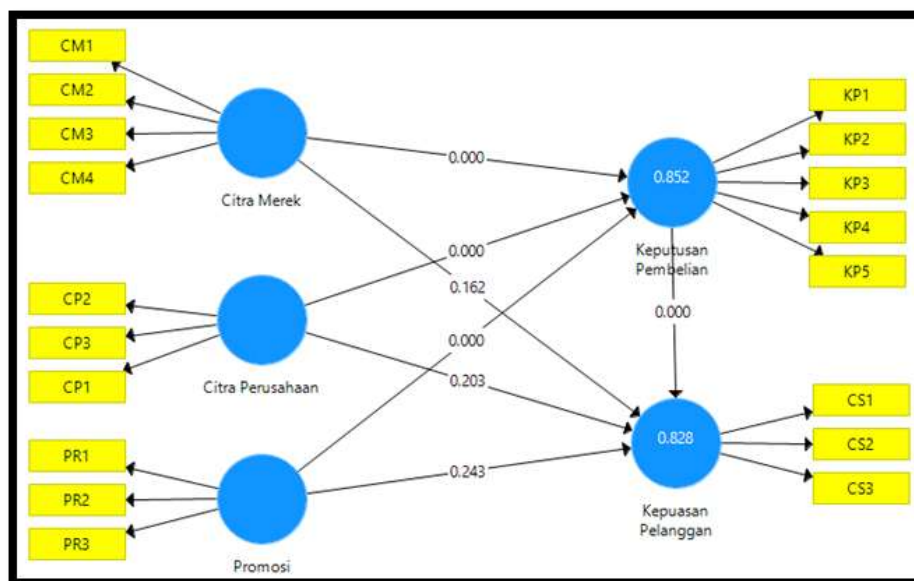 CM1
CM2
CM3
CM4
Citra Merek
CP2
CP3
CP1
Citra Perusahaan
PR1
PR2
PR3
Promosi
0.000
0.000
0.162
0.000
0.203
0.243
0.852
Keputusan
Pembelian
0.000
0.828
Kepuasan
Pelanggan
KP1
KP2
KP3
KP4
KP5
CS1
CS2
CS3